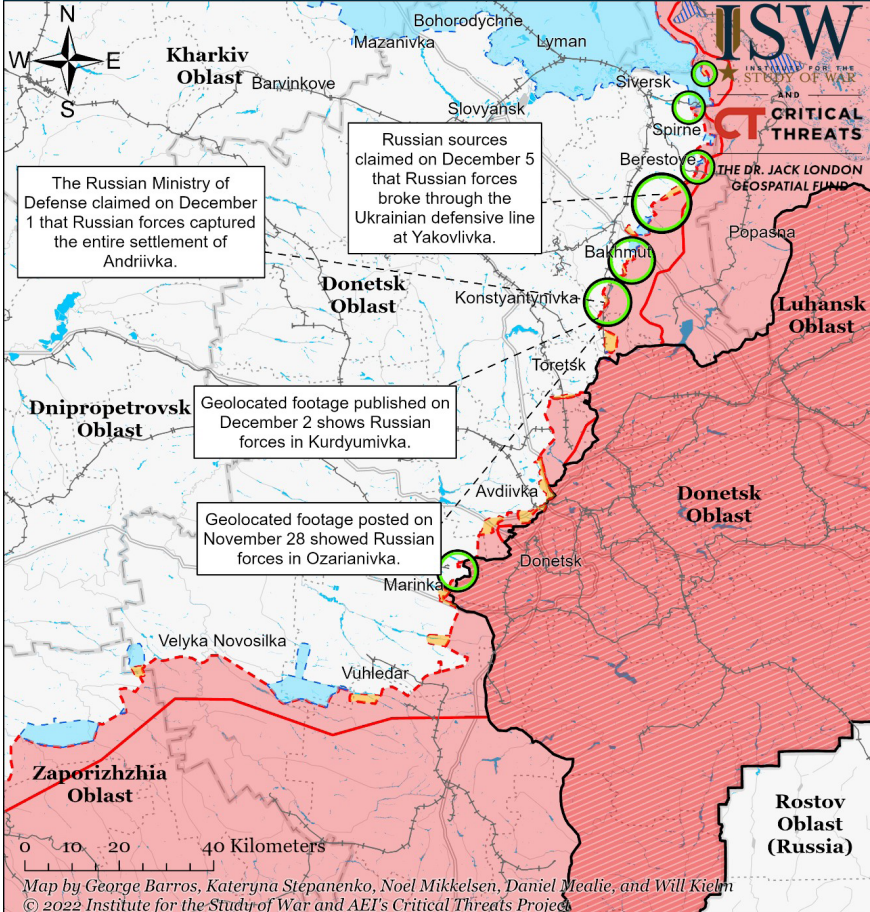 N
W
E
S
Kharkiv
Oblast
Bohorodychne
Mazanivka
Lyman
Barvinkove
Slovyansk
Siversk
Spirne
Berestove
ISW
INSTITUTE FOR THE
STUDY OF WAR
AND
CT CRITICAL
THREATS
THE DR. JACK LONDON
GEOSPATIAL FUND
Russian sources
claimed on December 5
that Russian forces
broke through the
Ukrainian defensive line
at Yakovlivka.
The Russian Ministry of
Defense claimed on December
1 that Russian forces captured
the entire settlement of
Andriivka.
Popasna
Bakhmut
Donetsk
Oblast
Konstyantynivka
Luhansk
Oblast
Toretsk
Dnipropetrovsk
Oblast
Geolocated footage published on
December 2 shows Russian
forces in Kurdyumivka.
Avdiivka
Donetsk
Oblast
Geolocated footage posted on
November 28 showed Russian
forces in Ozarianivka.
Donetsk
Marinka
Velyka Novosilka
Vuhledar
Zaporizhzhia
Oblast
Rostov
Oblast
(Russia)
0 10 20 40 Kilometers
Map by George Barros, Kateryna Stepanenko, Noel Mikkelsen, Daniel Mealie, and Will Kielm
© 2022 Institute for the Study of War and AEI's Critical Threats Project